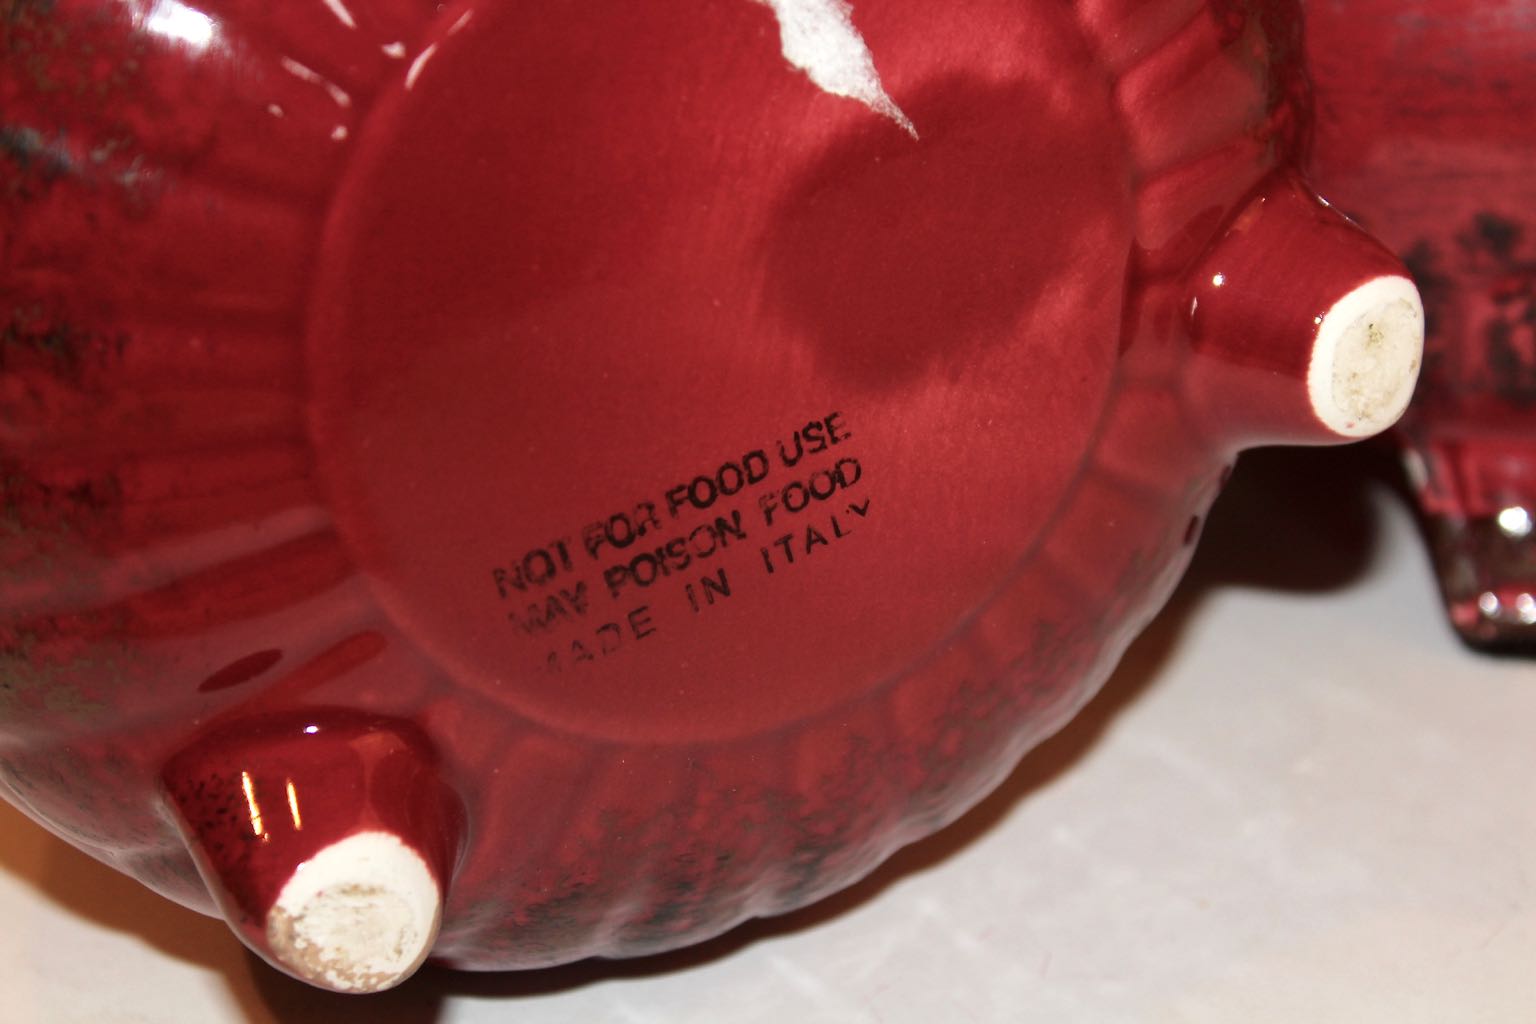 NOT FOR FOOD USE
MAY POISON FOOD
MADE IN ITALY